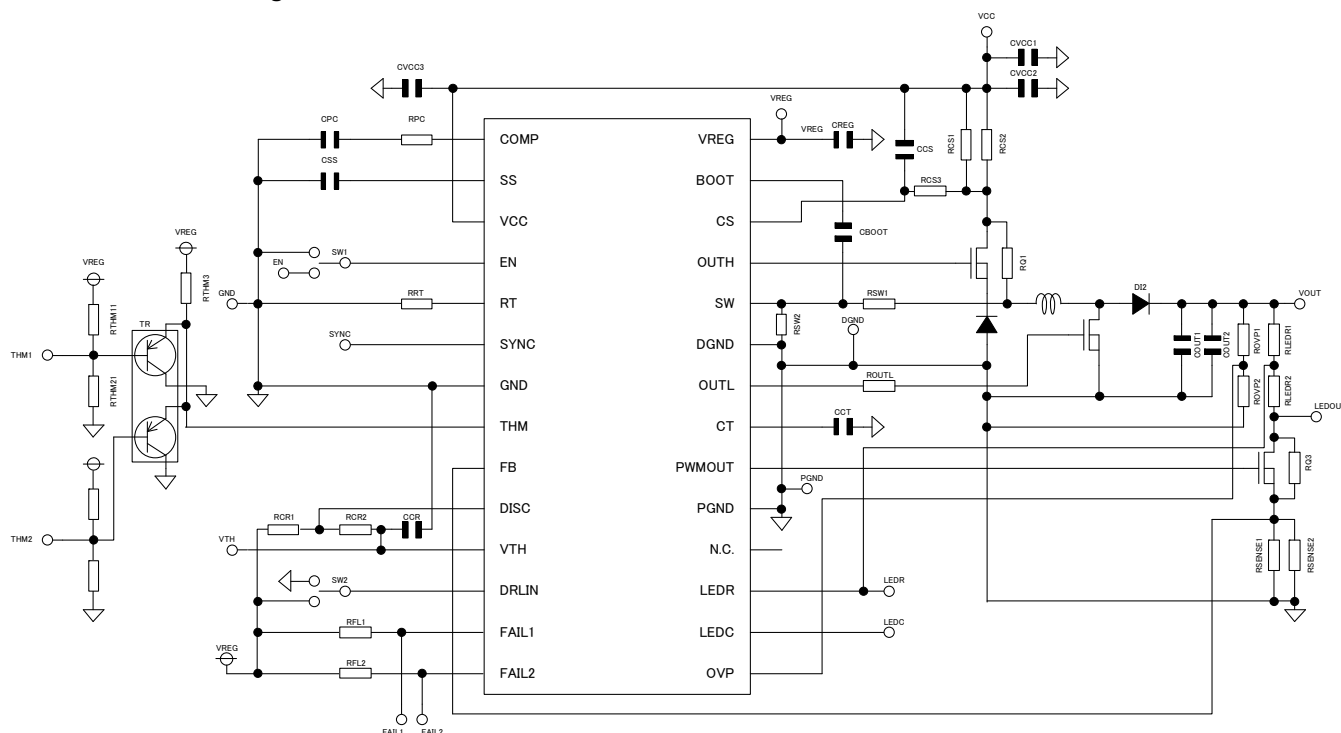 VCC
CVCC1
CVCC3
CVCC2
VREG
CPC
RPC
COMP
VREG
VREG
CREG
CCS
RCS1
RCS2
CSS
SS
BOOT
RCS3
VCC
CS
CBOOT
VREG
SW1
EN
EN
OUTH
RQ1
VREG
RTHM3
GND
RRT
RT
SW
RSW1
DI2
VOUT
RTHM11
TR
SYNC
SYNC
RSW2
DGND
DGND
COUT1
COUT2
ROVP1
RLEDR1
THM1
RTHM21
GND
OUTL
ROUTL
ROVP2
RLEDR2
LEDOU
THM
CT
CCT
FB
PWMOUT
RQ3
PGND
RCR1
RCR2
CCR
DISC
PGND
THM2
VTH
VTH
N.C.
RSENSE1
RSENSE2
SW2
DRLIN
LEDR
LEDR
RFL1
FAIL1
LEDC
LEDC
VREG
RFL2
FAIL2
OVP
FAIL1
FAIL2